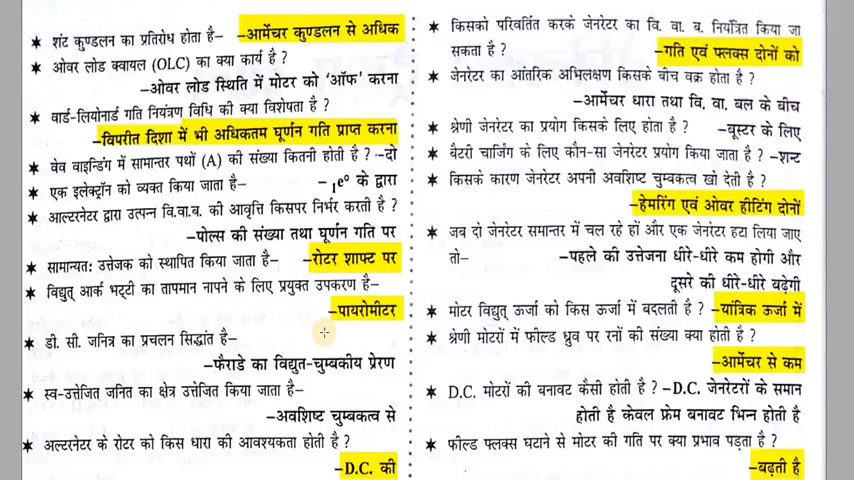 ★ शंट कुण्डलन का प्रतिरोध होता है– –आर्मेचर कुण्डलन से अधिक
★ ओवर लोड क्वायल (OLC) का क्या कार्य है ?
–ओवर लोड स्थिति में मोटर को ‘ऑफ’ करना
★ वार्ड-लियोनार्ड गति नियंत्रण विधि की क्या विशेषता है ?
–विपरीत दिशा में भी अधिकतम घूर्णन गति प्राप्त करना
★ वेव वाइन्डिंग में सामान्तर पथों (A) की संख्या कितनी होती है ? –दो
★ एक इलेक्ट्रॉन को व्यक्त किया जाता है– –₁e⁰ के द्वारा
★ आल्टरनेटर द्वारा उत्पन्न वि.वा.ब. की आवृत्ति किसपर निर्भर करती है ?
–पोल्स की संख्या तथा घूर्णन गति पर
★ सामान्यत: उत्तेजक को स्थापित किया जाता है– –रोटर शाफ्ट पर
★ विद्युत् आर्क भट्टी का तापमान नापने के लिए प्रयुक्त उपकरण है–
–पायरोमीटर
★ डी. सी. जनित्र का प्रचलन सिद्धांत है–
–फैराडे का विद्युत-चुम्बकीय प्रेरण
★ स्व-उत्तेजित जनित का क्षेत्र उत्तेजित किया जाता है–
–अवशिष्ट चुम्बकत्व से
★ अल्टरनेटर के रोटर को किस धारा की आवश्यकता होती है ?
–D.C. की
★ किसको परिवर्तित करके जेनरेटर का वि. वा. ब. नियंत्रित किया जा
सकता है ? –गति एवं फ्लक्स दोनों को
★ जेनरेटर का आंतरिक अभिलक्षण किसके बीच वक्र होता है ?
–आर्मेचर धारा तथा वि. वा. बल के बीच
★ श्रेणी जेनरेटर का प्रयोग किसके लिए होता है ? –बूस्टर के लिए
★ बैटरी चार्जिंग के लिए कौन-सा जेनरेटर प्रयोग किया जाता है ? –शन्ट
★ किसके कारण जेनरेटर अपनी अवशिष्ट चुम्बकत्व खो देती है ?
–हेमरिंग एवं ओवर हीटिंग दोनों
★ जब दो जेनरेटर समान्तर में चल रहे हों और एक जेनरेटर हटा लिया जाए
तो– –पहले की उत्तेजना धीरे-धीरे कम होगी और
दूसरे की धीरे-धीरे बढ़ेगी
★ मोटर विद्युत् ऊर्जा को किस ऊर्जा में बदलती है ? –यांत्रिक ऊर्जा में
★ श्रेणी मोटरों में फील्ड ध्रुव पर रनों की संख्या क्या होती है ?
–आर्मेचर से कम
★ D.C. मोटरों की बनावट कैसी होती है ? –D.C. जेनरेटरों के समान
होती है केवल फ्रेम बनावट भिन्न होती है
★ फील्ड फ्लक्स घटाने से मोटर की गति पर क्या प्रभाव पड़ता है ?
–बढ़ती है